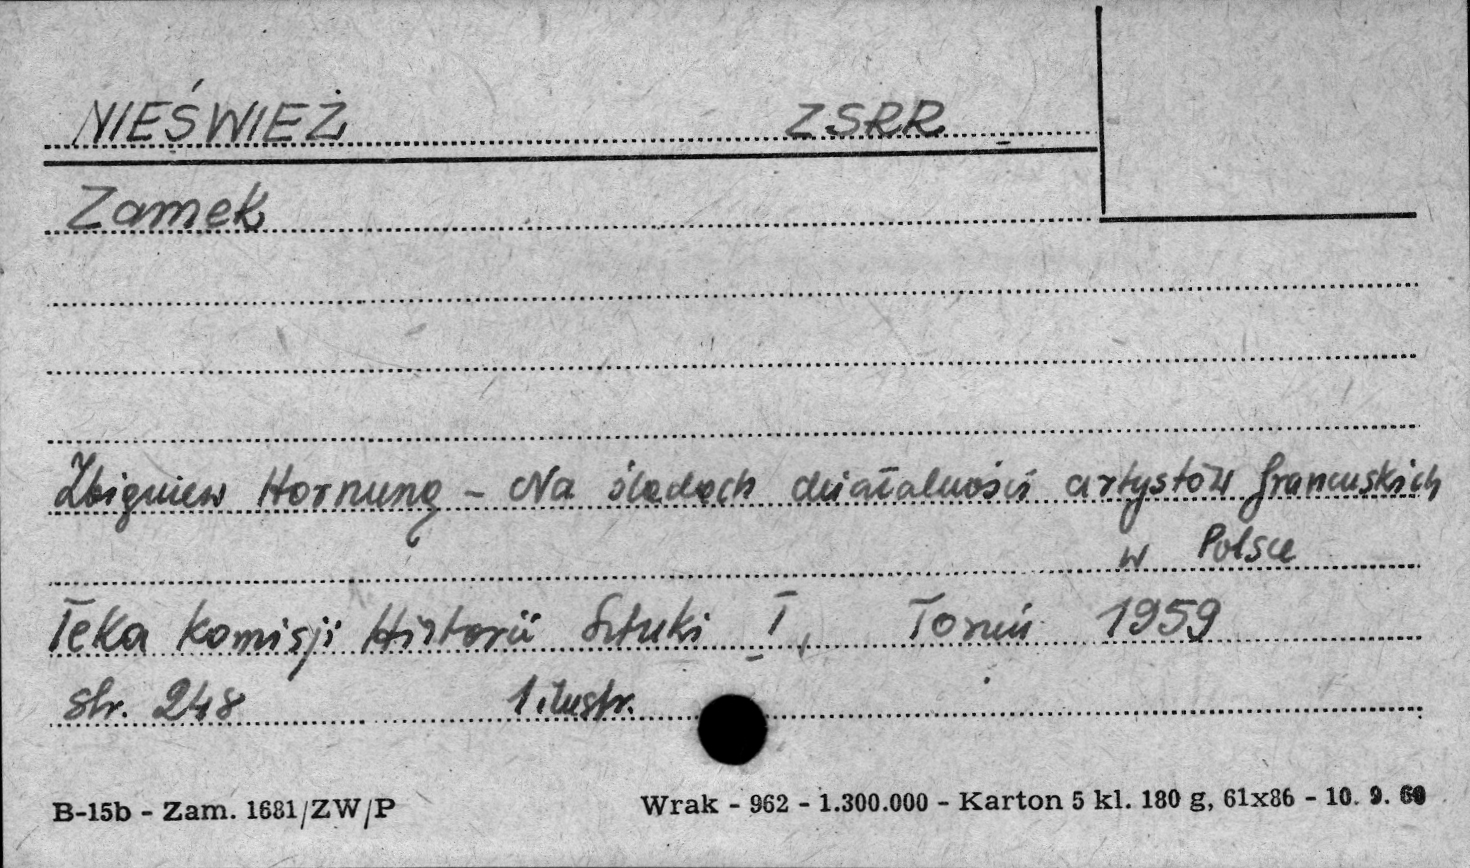 NIEŚWIEŻ ZSRR
Zamek
Zbigniew Hornung – Na śladach działalności artystów francuskich
w Polsce
Teka Komisji Historii Sztuki I, Toruń 1959
str. 248 1 ilustr.
B-15b - Zam. 1681/ZW/P Wrak - 962 - 1.300.000 - Karton 5 kl. 180 g, 61x86 - 10. 9. 60